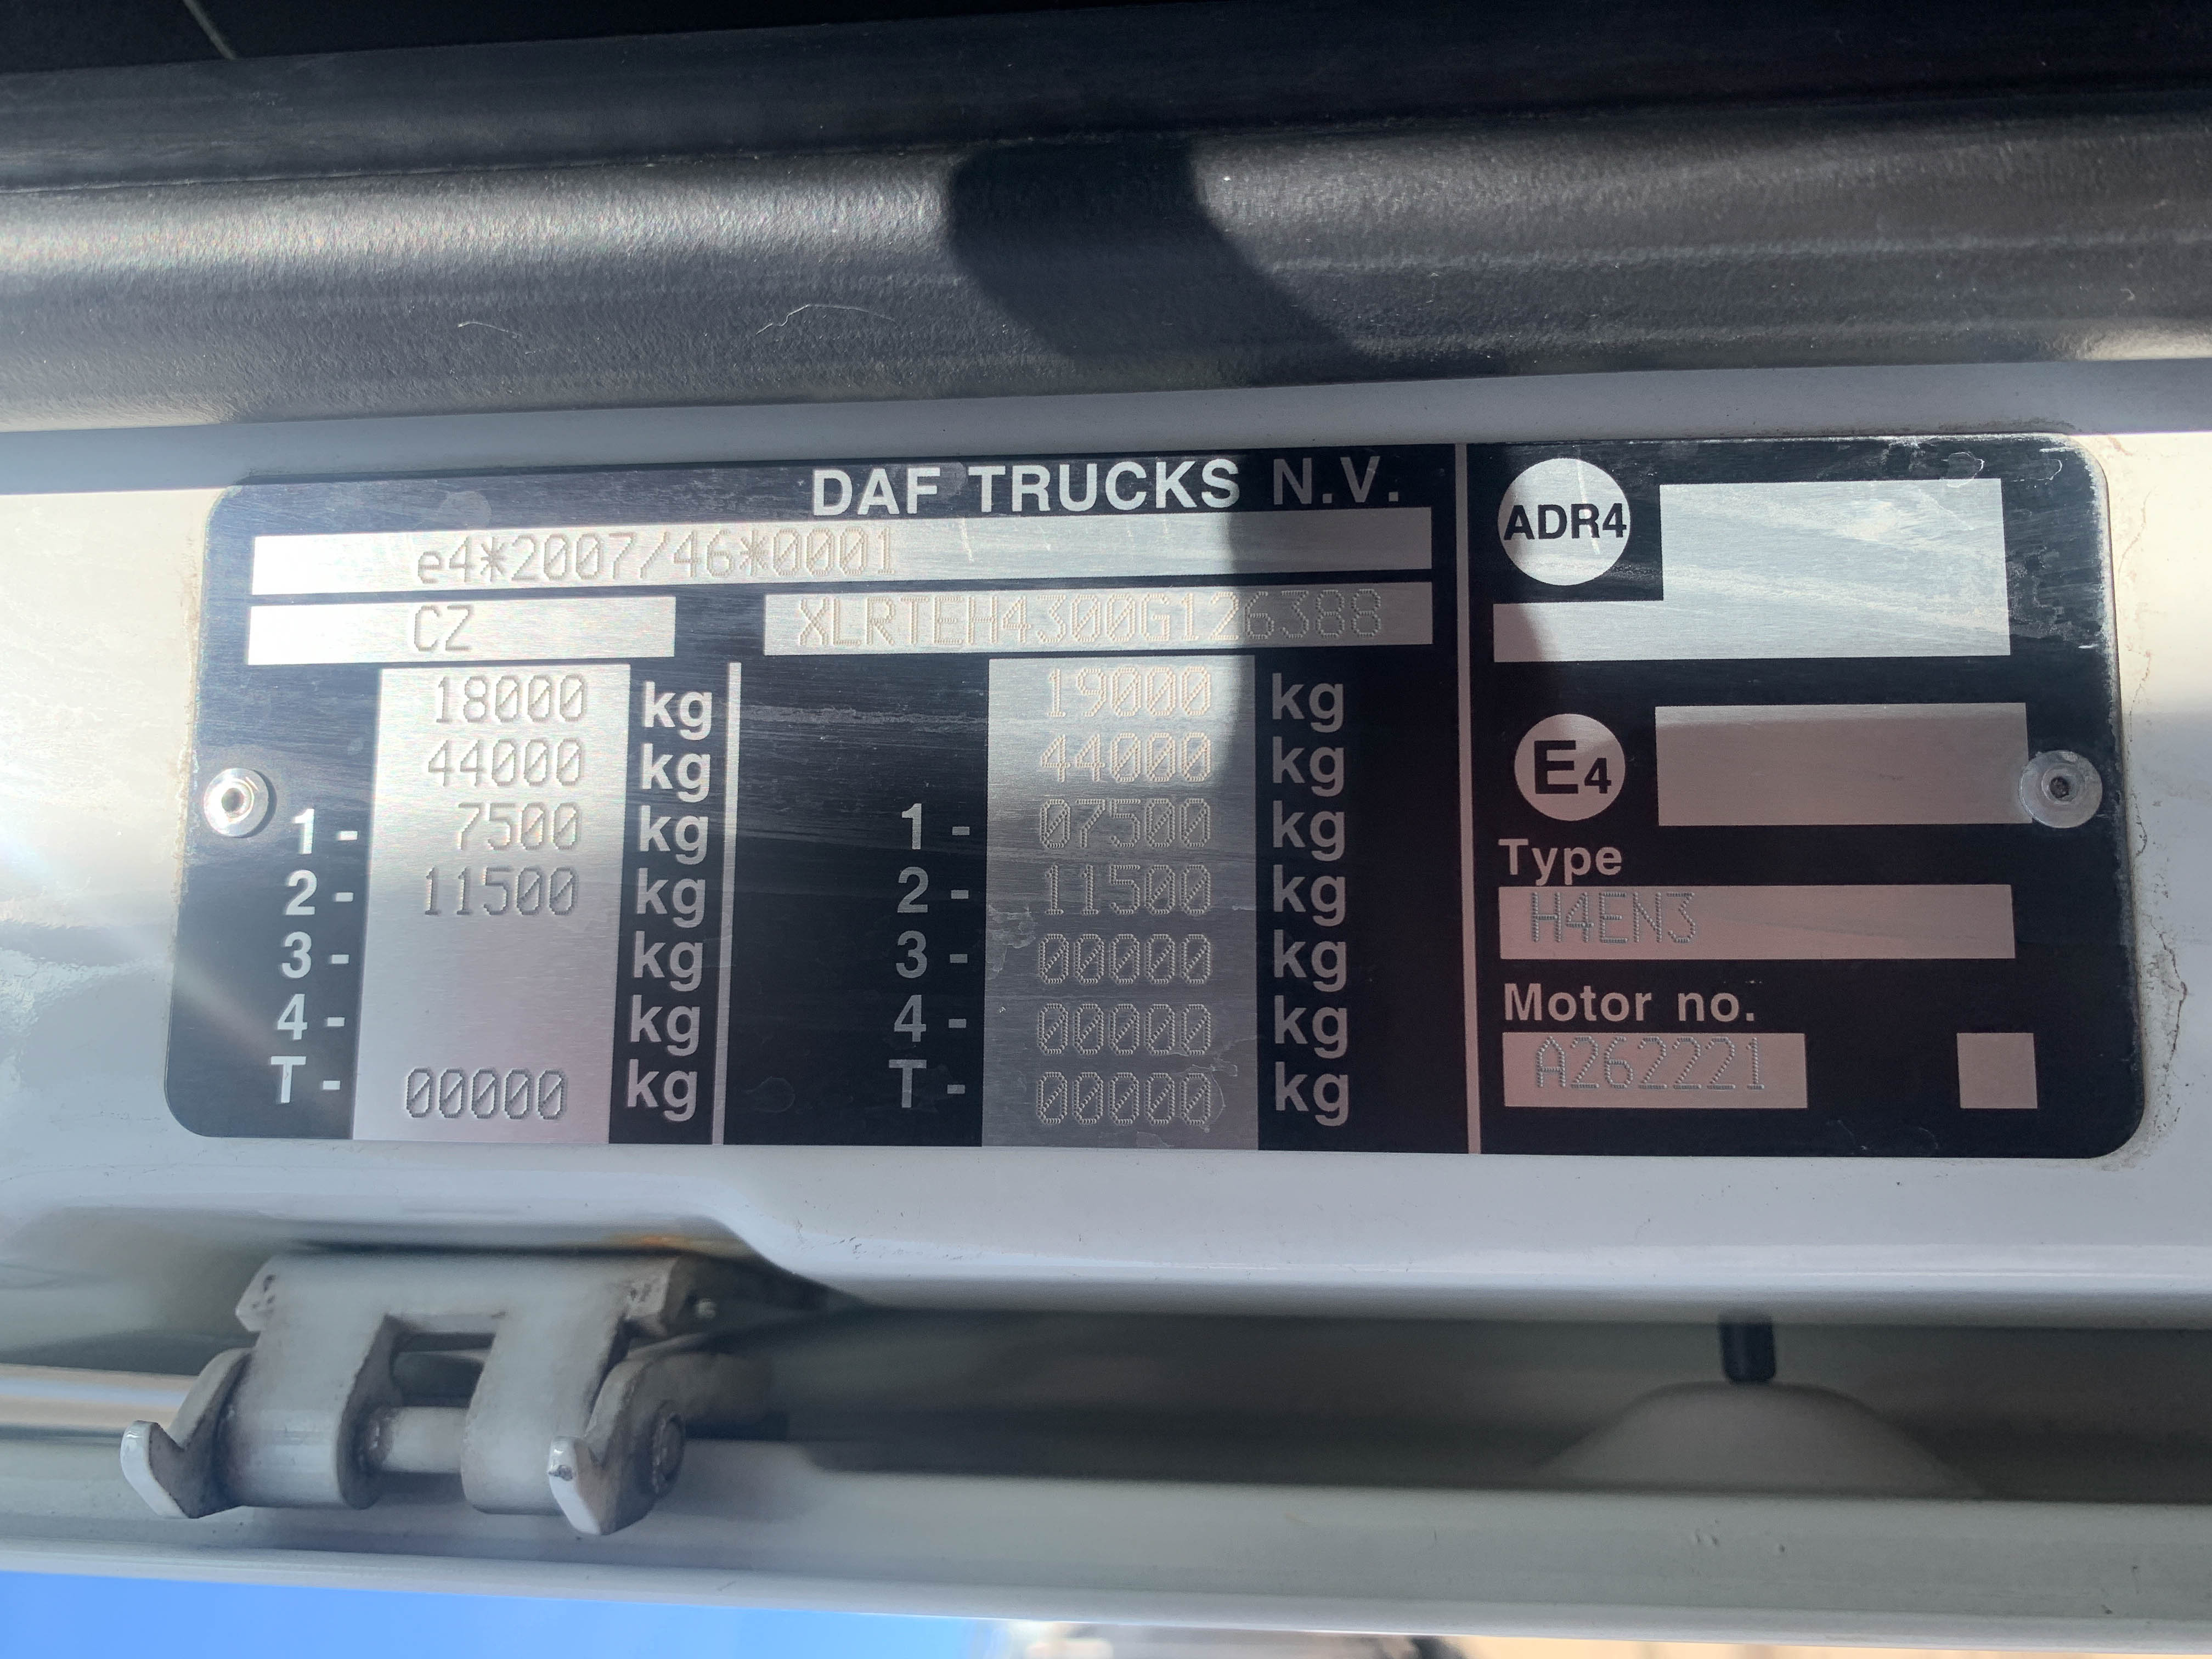 DAF TRUCKS N.V.
e4*2007/46*0001
CZ XLRTEH4300G126388
18000 kg 19000 kg
44000 kg 44000 kg
1 - 7500 kg 1 - 07500 kg
2 - 11500 kg 2 - 11500 kg
3 - kg 3 - 00000 kg
4 - kg 4 - 00000 kg
T - 00000 kg T - 00000 kg
ADR4
E4
Type
H4EN3
Motor no.
A262221